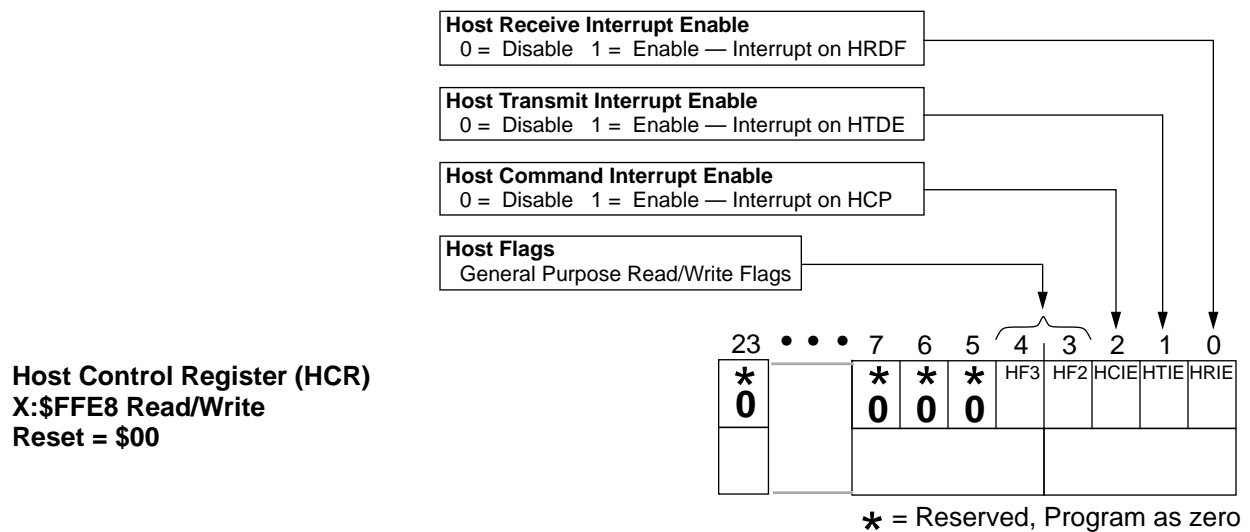 Host Receive Interrupt Enable
0 = Disable 1 = Enable — Interrupt on HRDF
Host Transmit Interrupt Enable
0 = Disable 1 = Enable — Interrupt on HTDE
Host Command Interrupt Enable
0 = Disable 1 = Enable — Interrupt on HCP
Host Flags
General Purpose Read/Write Flags
23 • • • 7 6 5 4 3 2 1 0
* * * * HF3 HF2 HCIE HTIE HRIE
0 0 0 0
Host Control Register (HCR)
X:$FFE8 Read/Write
Reset = $00
* = Reserved, Program as zero